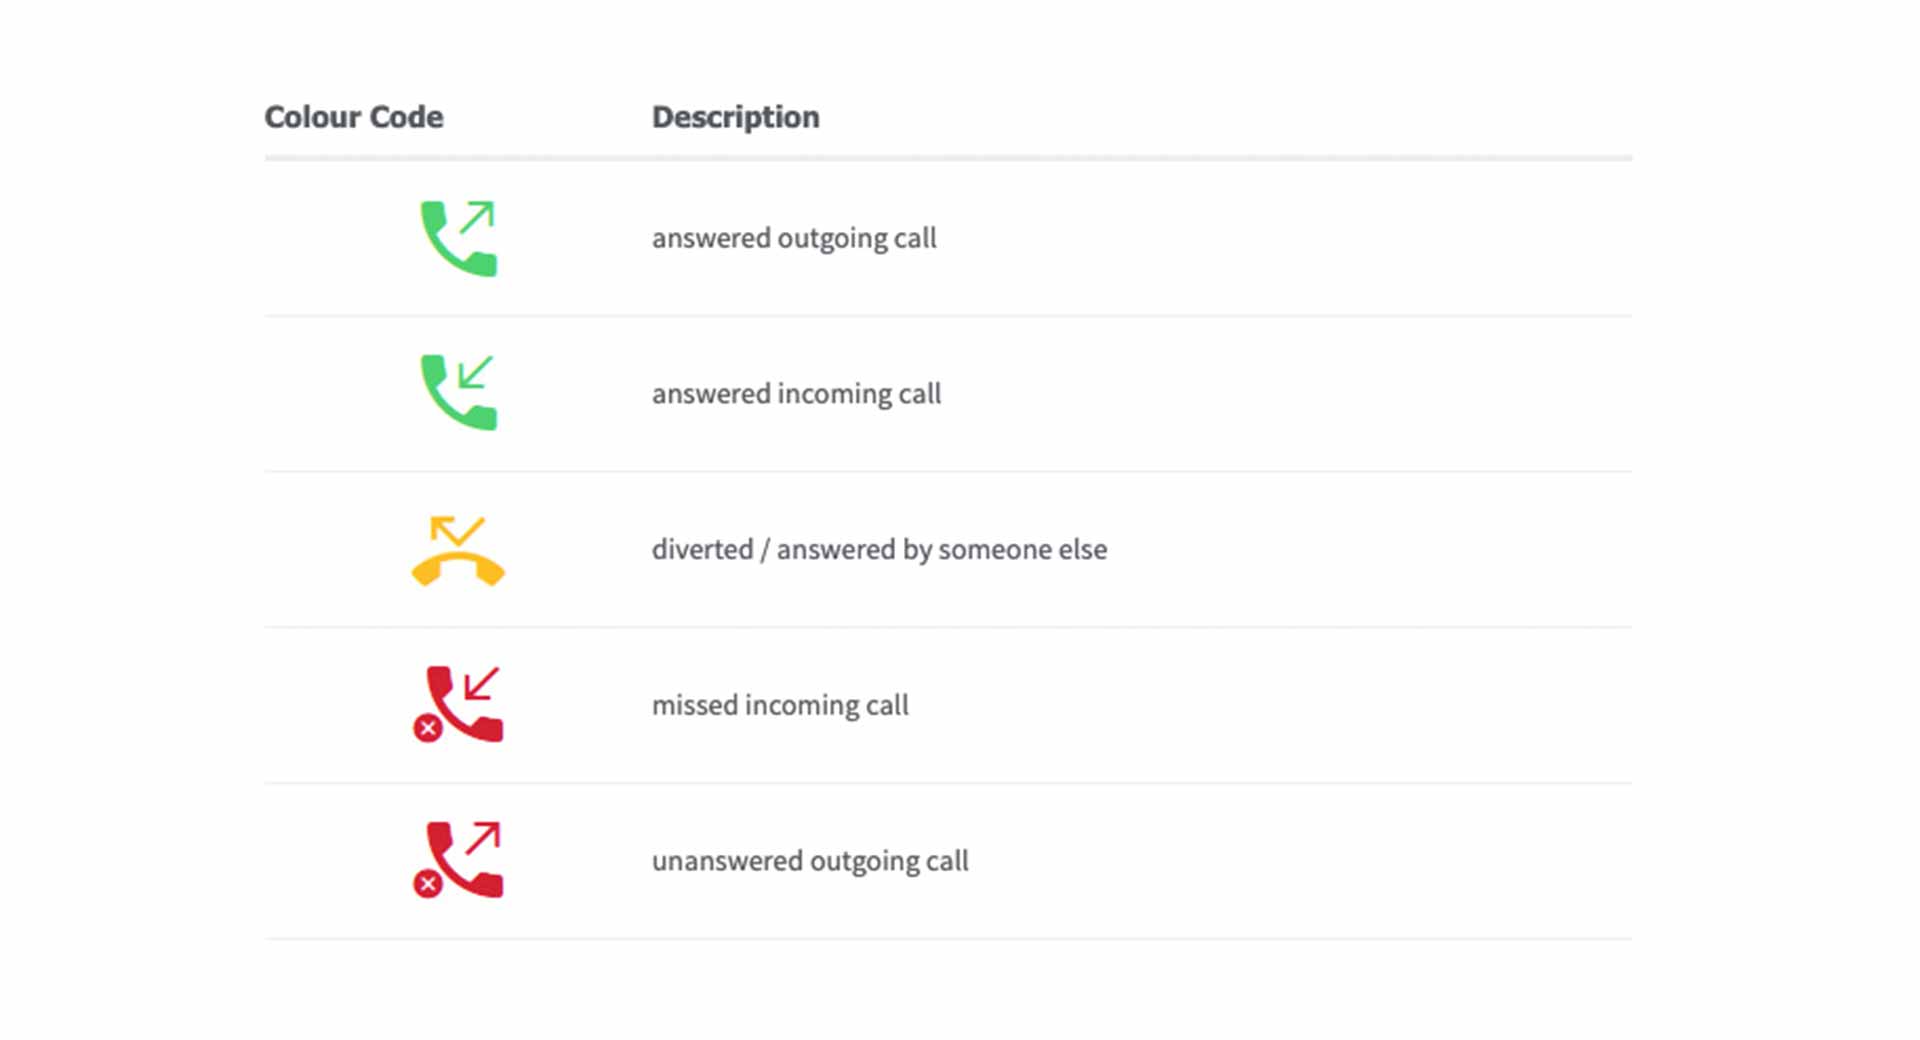 Colour Code Description
answered outgoing call
answered incoming call
diverted / answered by someone else
missed incoming call
unanswered outgoing call